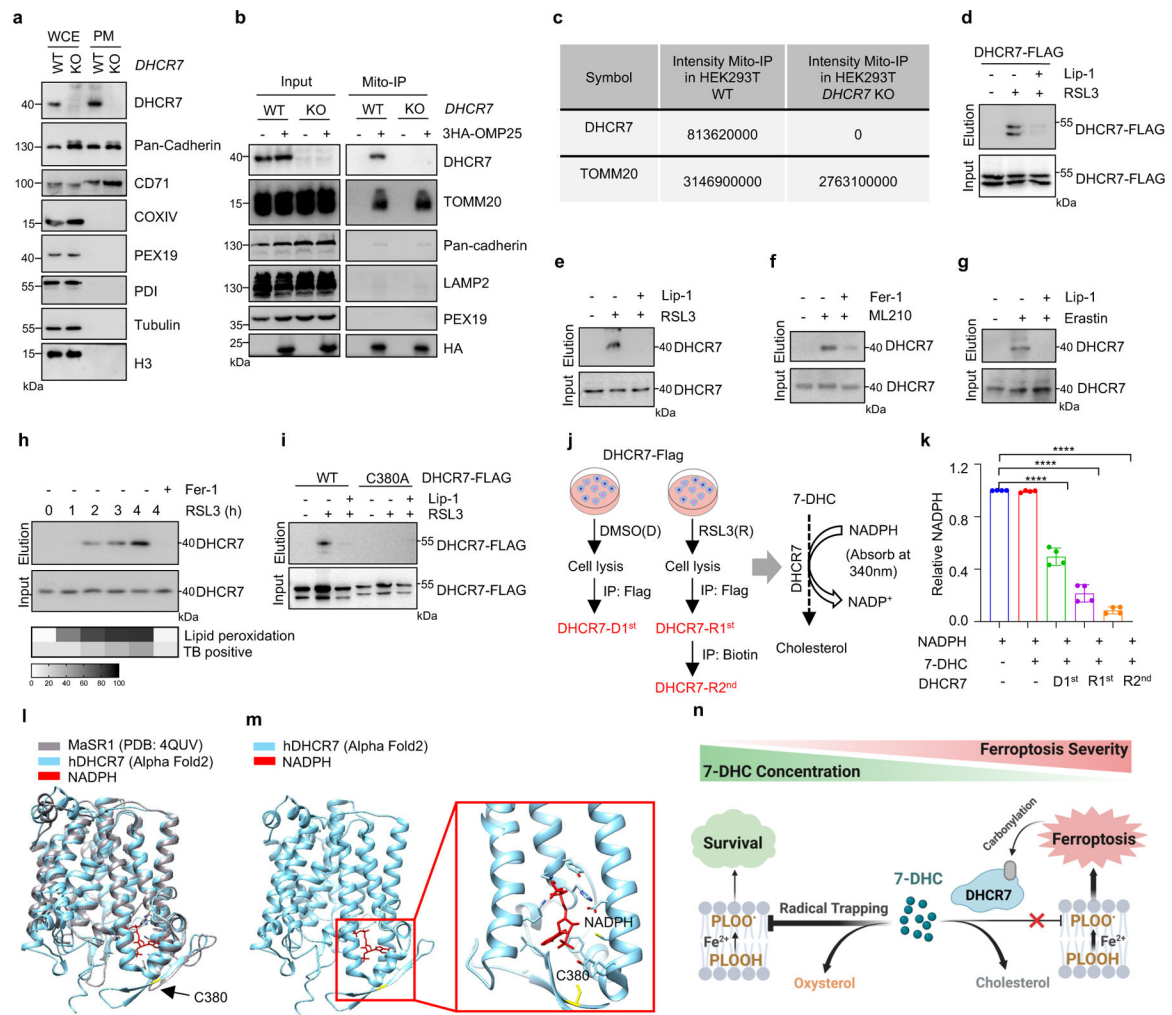 a
WCE PM
WT KO WT KO DHCR7
40 DHCR7
130 Pan-Cadherin
100 CD71
15 COXIV
40 PEX19
55 PDI
55 Tubulin
15 H3
kDa
b
Input Mito-IP
WT KO WT KO DHCR7
- + - + - + - + 3HA-OMP25
40 DHCR7
15 TOMM20
130 Pan-cadherin
130 LAMP2
35 PEX19
25 HA
kDa
c
Symbol
Intensity Mito-IP
in HEK293T
WT
Intensity Mito-IP
in HEK293T
DHCR7 KO
DHCR7 813620000 0
TOMM20 3146900000 2763100000
d
DHCR7-FLAG
- - + Lip-1
- + + RSL3
Elution 55 DHCR7-FLAG
Input 55 DHCR7-FLAG
kDa
e
- - + Lip-1
- + + RSL3
Elution 40 DHCR7
Input 40 DHCR7
kDa
f
- - + Fer-1
- + + ML210
Elution 40 DHCR7
Input 40 DHCR7
kDa
g
- - + Lip-1
- + + Erastin
Elution 40 DHCR7
Input 40 DHCR7
kDa
h
+ Fer-1
0 1 2 3 4 4 RSL3 (h)
Elution 40 DHCR7
Input 40 DHCR7
kDa
Lipid peroxidation
TB positive
0 20 40 60 80 100
i
WT C380A DHCR7-FLAG
- - + - - + Lip-1
- + + - + + RSL3
Elution 55 DHCR7-FLAG
Input 55 DHCR7-FLAG
kDa
j
DHCR7-Flag
DMSO(D) RSL3(R)
Cell lysis Cell lysis
IP: Flag IP: Flag
DHCR7-D1st DHCR7-R1st
IP: Biotin
DHCR7-R2nd
7-DHC
DHCR7
NADPH
(Absorb at
340nm)
NADP+
Cholesterol
k
****
****
****
Relative NADPH
1.2
0.8
0.4
0.0
NADPH + + + + +
7-DHC - + + + +
DHCR7 - - D1st R1st R2nd
l
MaSR1 (PDB: 4QUV)
hDHCR7 (Alpha Fold2)
NADPH
C380
m
hDHCR7 (Alpha Fold2)
NADPH
NADPH
C380
n
Ferroptosis Severity
7-DHC Concentration
Survival
Carbonylation
Ferroptosis
DHCR7
7-DHC
Radical Trapping
PLOO•
Fe2+
PLOOH
PLOO•
Fe2+
PLOOH
Oxysterol
Cholesterol